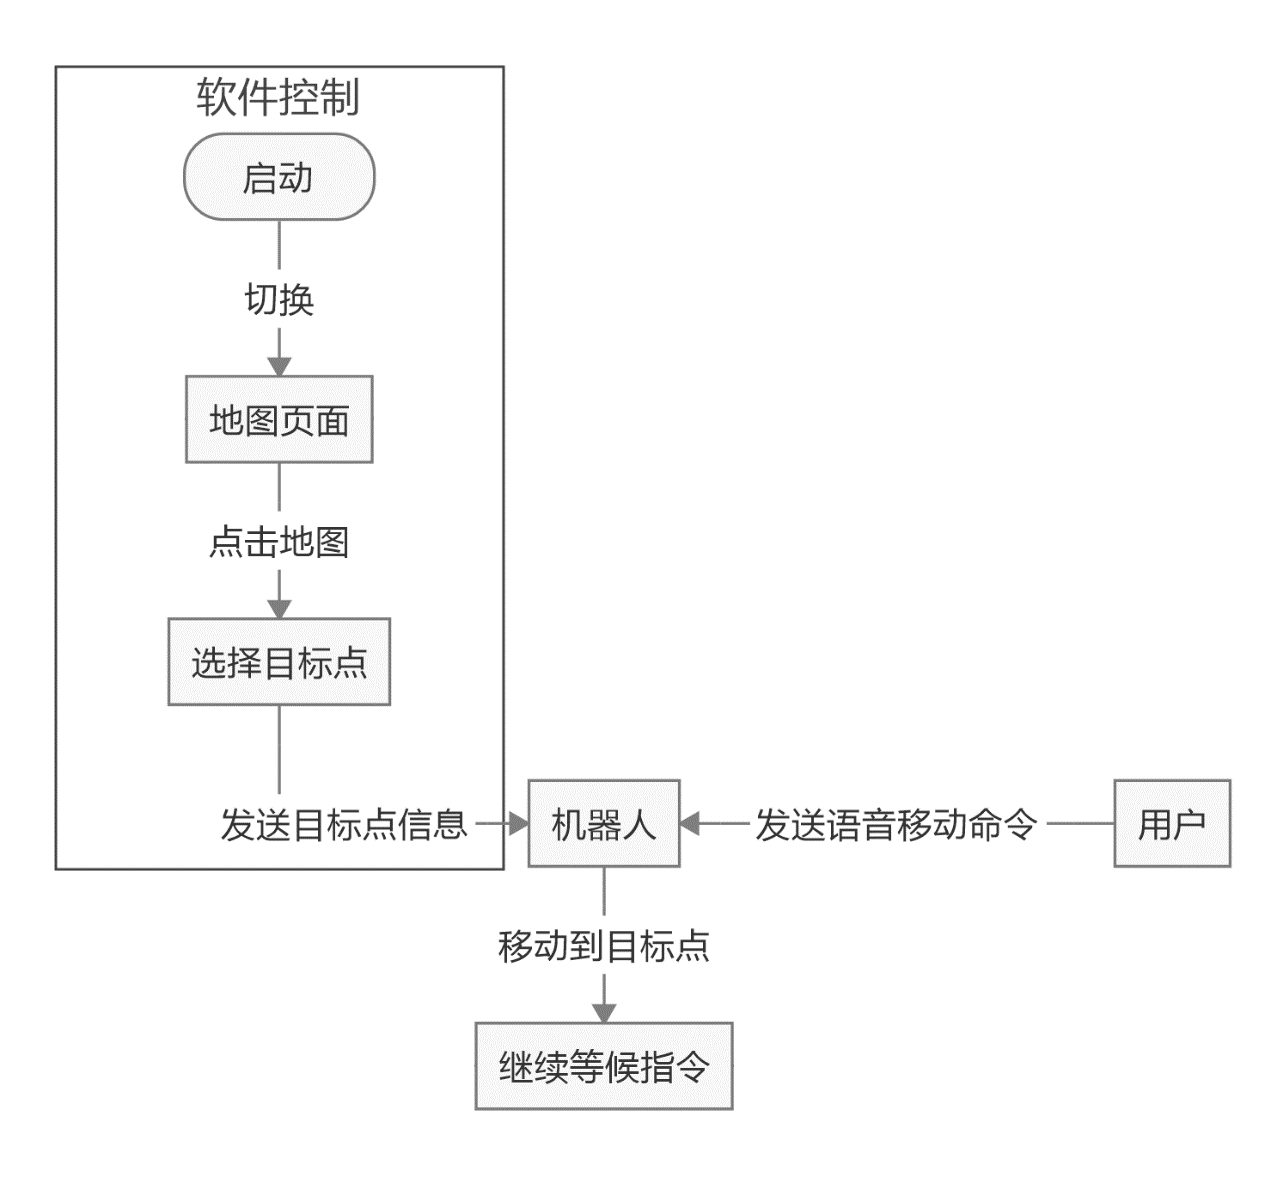 软件控制
启动
切换
地图页面
点击地图
选择目标点
发送目标点信息
机器人
发送语音移动命令
用户
移动到目标点
继续等候指令